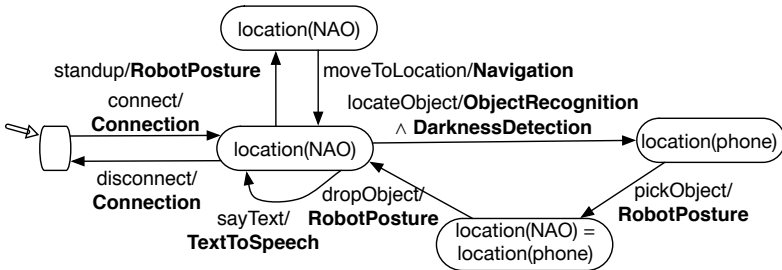 location(NAO)
standup/RobotPosture
moveToLocation/Navigation
connect/
Connection
locateObject/ObjectRecognition
∧ DarknessDetection
location(NAO)
location(phone)
disconnect/
Connection
sayText/
TextToSpeech
dropObject/
RobotPosture
pickObject/
RobotPosture
location(NAO) =
location(phone)